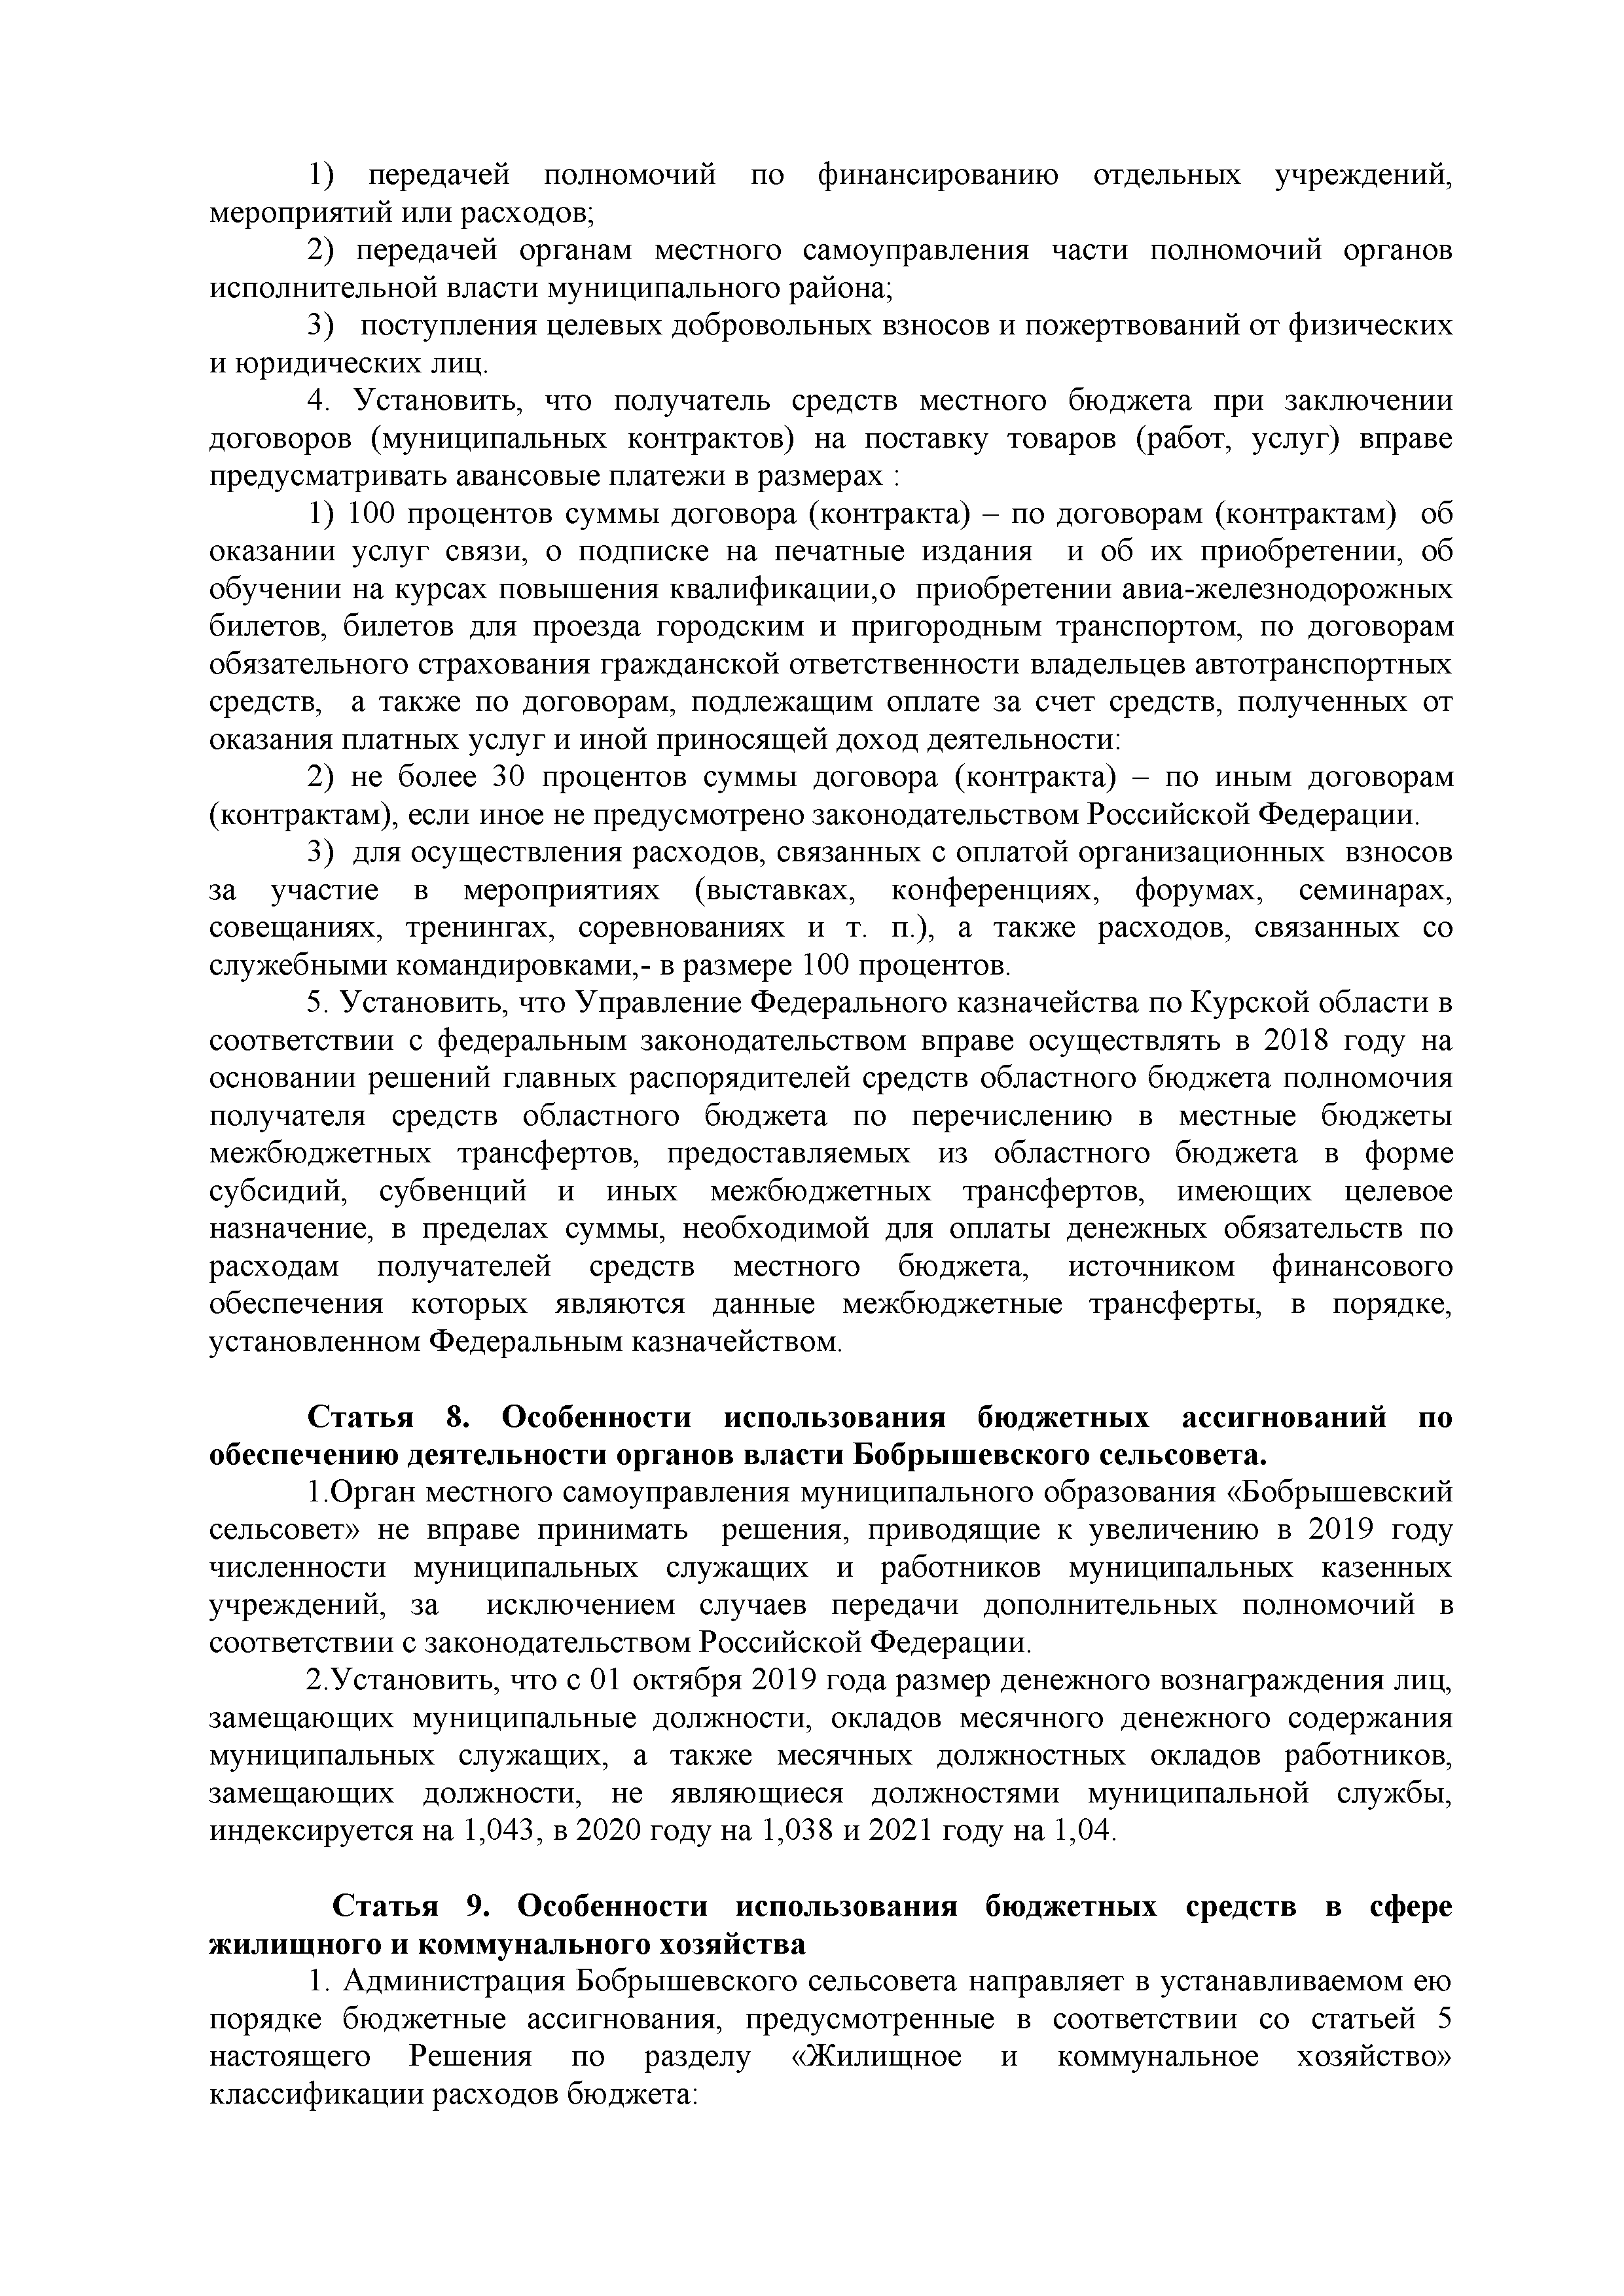 1) передачей полномочий по финансированию отдельных учреждений,
мероприятий или расходов;
2) передачей органам местного самоуправления части полномочий органов
исполнительной власти муниципального района;
3) поступления целевых добровольных взносов и пожертвований от физических
и юридических лиц.
4. Установить, что получатель средств местного бюджета при заключении
договоров (муниципальных контрактов) на поставку товаров (работ, услуг) вправе
предусматривать авансовые платежи в размерах :
1) 100 процентов суммы договора (контракта) – по договорам (контрактам) об
оказании услуг связи, о подписке на печатные издания и об их приобретении, об
обучении на курсах повышения квалификации,о приобретении авиа-железнодорожных
билетов, билетов для проезда городским и пригородным транспортом, по договорам
обязательного страхования гражданской ответственности владельцев автотранспортных
средств, а также по договорам, подлежащим оплате за счет средств, полученных от
оказания платных услуг и иной приносящей доход деятельности:
2) не более 30 процентов суммы договора (контракта) – по иным договорам
(контрактам), если иное не предусмотрено законодательством Российской Федерации.
3) для осуществления расходов, связанных с оплатой организационных взносов
за участие в мероприятиях (выставках, конференциях, форумах, семинарах,
совещаниях, тренингах, соревнованиях и т. п.), а также расходов, связанных со
служебными командировками,- в размере 100 процентов.
5. Установить, что Управление Федерального казначейства по Курской области в
соответствии с федеральным законодательством вправе осуществлять в 2018 году на
основании решений главных распорядителей средств областного бюджета полномочия
получателя средств областного бюджета по перечислению в местные бюджеты
межбюджетных трансфертов, предоставляемых из областного бюджета в форме
субсидий, субвенций и иных межбюджетных трансфертов, имеющих целевое
назначение, в пределах суммы, необходимой для оплаты денежных обязательств по
расходам получателей средств местного бюджета, источником финансового
обеспечения которых являются данные межбюджетные трансферты, в порядке,
установленном Федеральным казначейством.
Статья 8. Особенности использования бюджетных ассигнований по
обеспечению деятельности органов власти Бобрышевского сельсовета.
1.Орган местного самоуправления муниципального образования «Бобрышевский
сельсовет» не вправе принимать решения, приводящие к увеличению в 2019 году
численности муниципальных служащих и работников муниципальных казенных
учреждений, за исключением случаев передачи дополнительных полномочий в
соответствии с законодательством Российской Федерации.
2.Установить, что с 01 октября 2019 года размер денежного вознаграждения лиц,
замещающих муниципальные должности, окладов месячного денежного содержания
муниципальных служащих, а также месячных должностных окладов работников,
замещающих должности, не являющиеся должностями муниципальной службы,
индексируется на 1,043, в 2020 году на 1,038 и 2021 году на 1,04.
Статья 9. Особенности использования бюджетных средств в сфере
жилищного и коммунального хозяйства
1. Администрация Бобрышевского сельсовета направляет в устанавливаемом ею
порядке бюджетные ассигнования, предусмотренные в соответствии со статьей 5
настоящего Решения по разделу «Жилищное и коммунальное хозяйство»
классификации расходов бюджета: